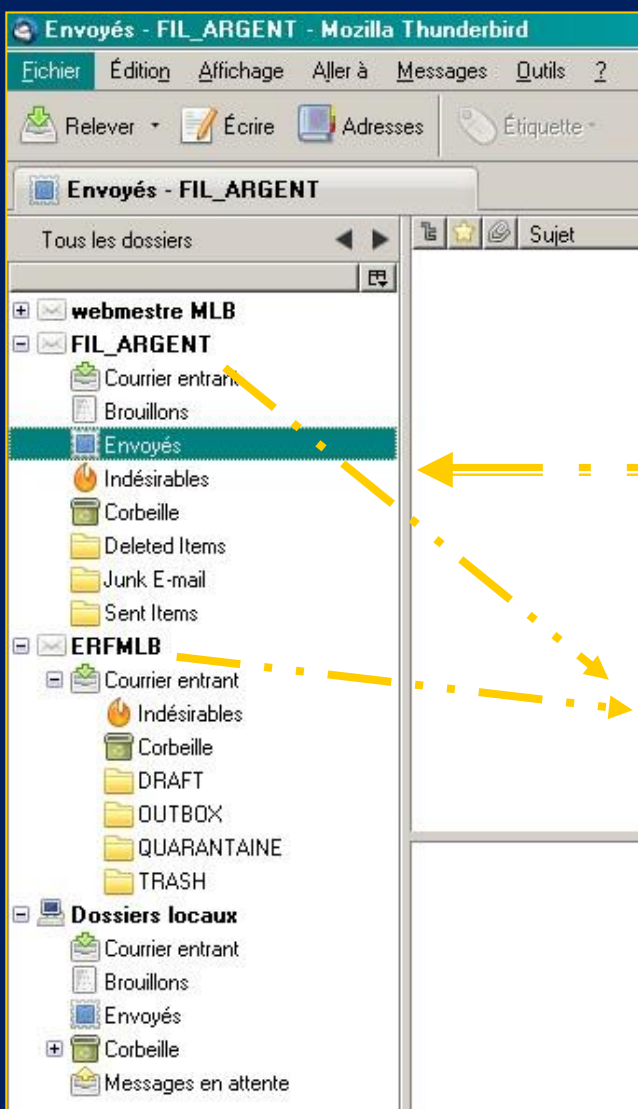 Envoyés - FIL_ARGENT - Mozilla Thunderbird
Fichier Édition Affichage Aller à Messages Outils ?
Relever Écrire Adresses Étiquette
Envoyés - FIL_ARGENT
Tous les dossiers Sujet
webmestre MLB
FIL_ARGENT
Courrier entrant
Brouillons
Envoyés
Indésirables
Corbeille
Deleted Items
Junk E-mail
Sent Items
ERFMLB
Courrier entrant
Indésirables
Corbeille
DRAFT
OUTBOX
QUARANTAINE
TRASH
Dossiers locaux
Courrier entrant
Brouillons
Envoyés
Corbeille
Messages en attente